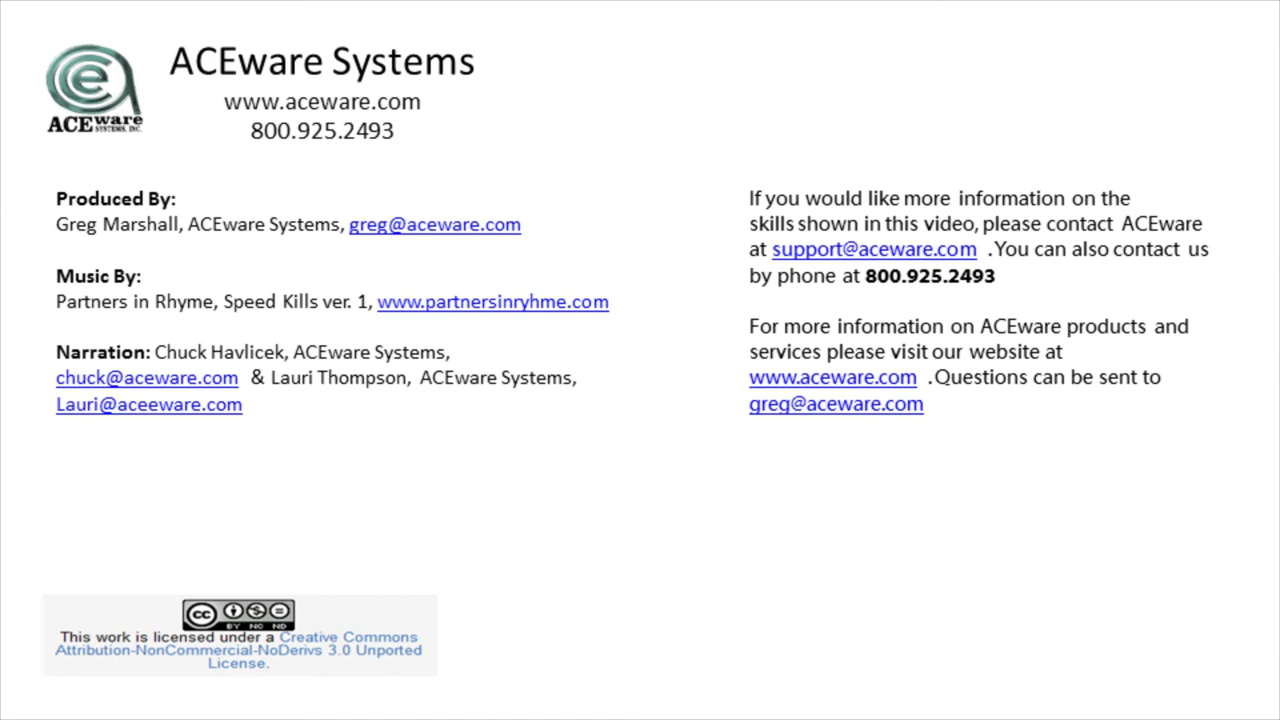 ACEware
SYSTEMS, INC.
ACEware Systems
www.aceware.com
800.925.2493
Produced By:
Greg Marshall, ACEware Systems, greg@aceware.com
Music By:
Partners in Rhyme, Speed Kills ver. 1, www.partnersinryhme.com
Narration: Chuck Havlicek, ACEware Systems,
chuck@aceware.com & Lauri Thompson, ACEware Systems,
Lauri@aceeware.com
If you would like more information on the
skills shown in this video, please contact ACEware
at support@aceware.com . You can also contact us
by phone at 800.925.2493
For more information on ACEware products and
services please visit our website at
www.aceware.com . Questions can be sent to
greg@aceware.com
cc BY NC ND
This work is licensed under a Creative Commons
Attribution-NonCommercial-NoDerivs 3.0 Unported
License.